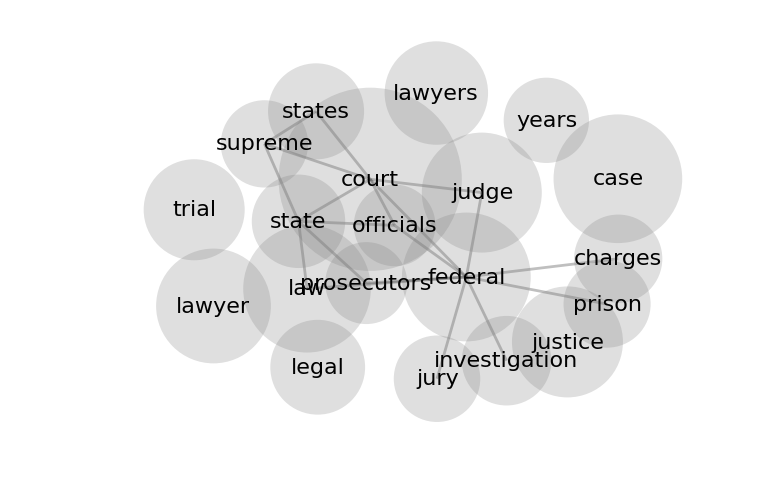 lawyers
states
years
supreme
court
case
judge
trial
state
officials
charges
federal
prosecutors
law
prison
lawyer
justice
investigation
legal
jury